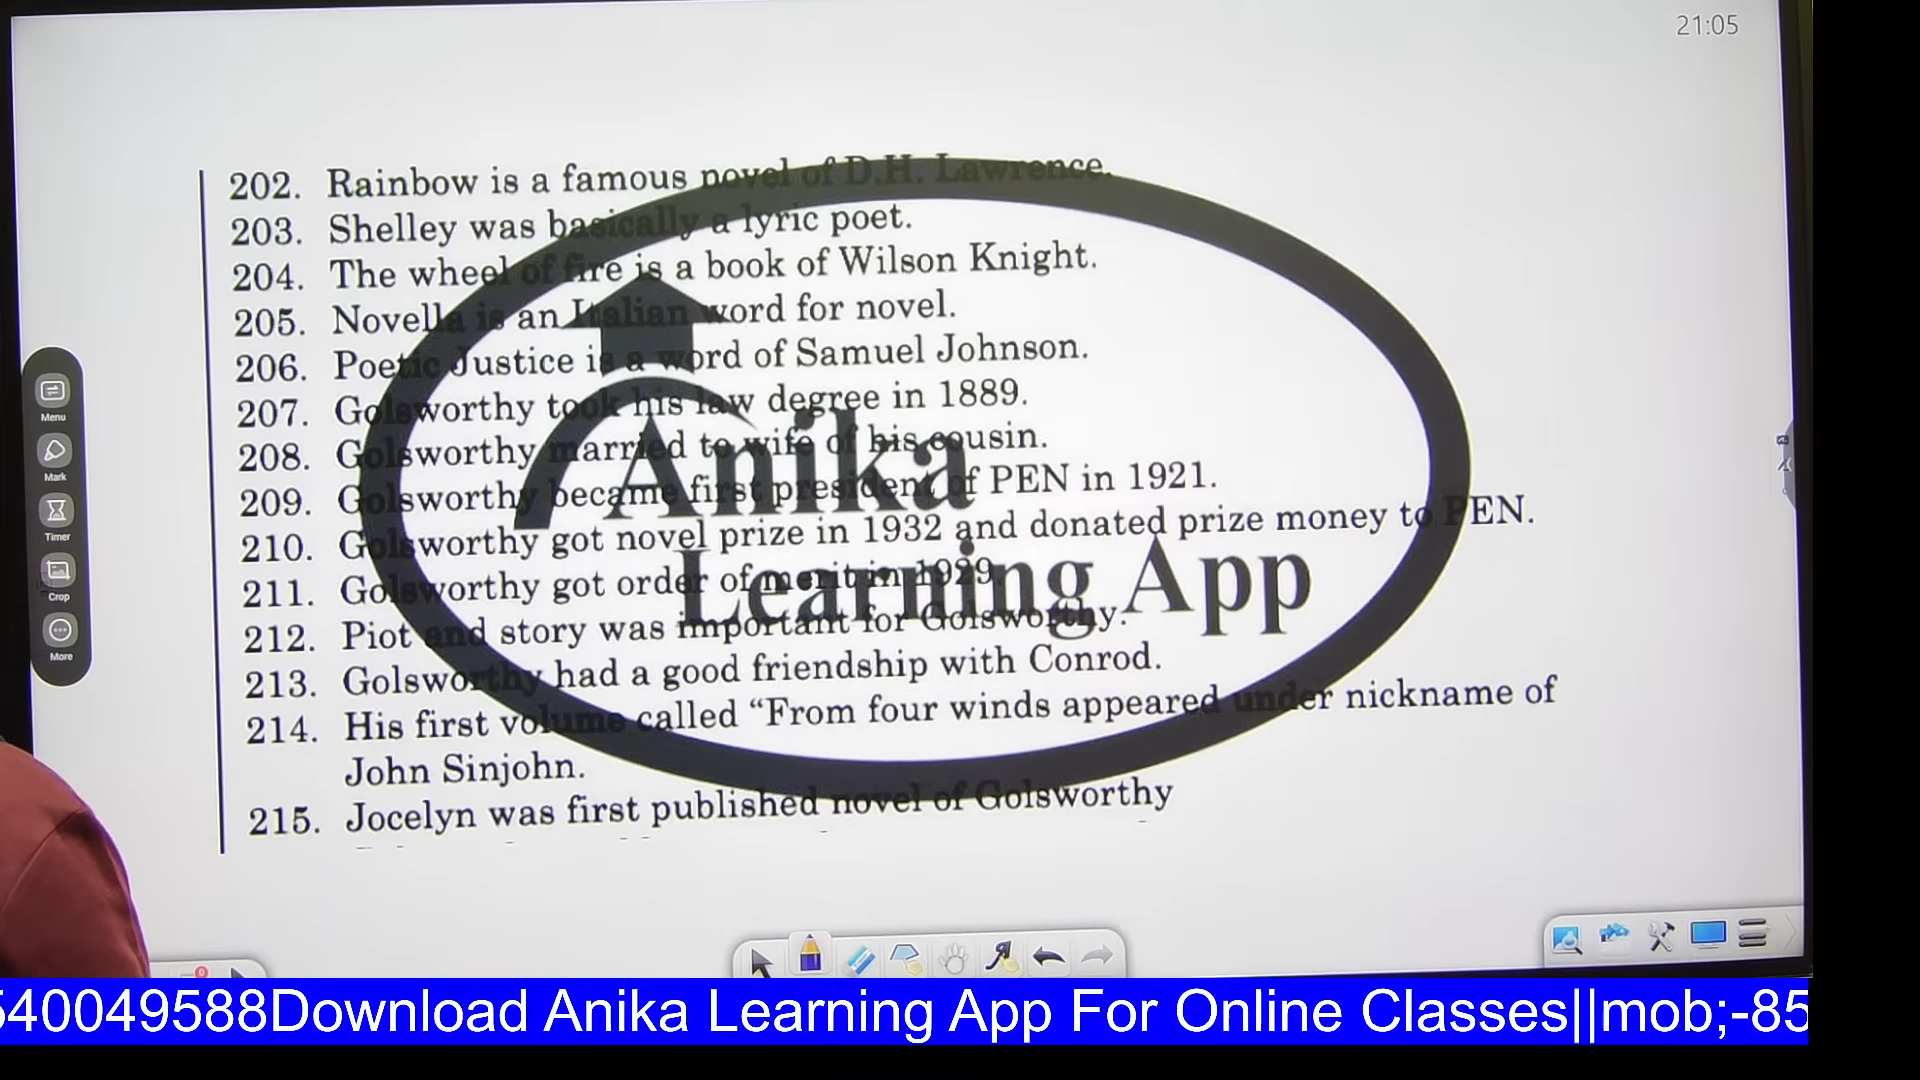 21:05
202. Rainbow is a famous novel of D.H. Lawrence.
203. Shelley was basically a lyric poet.
204. The wheel of fire is a book of Wilson Knight.
205. Novella is an Italian word for novel.
206. Poetic Justice is a word of Samuel Johnson.
207. Golsworthy took his law degree in 1889.
208. Golsworthy married to wife of his cousin.
209. Golsworthy became first president of PEN in 1921.
210. Golsworthy got novel prize in 1932 and donated prize money to PEN.
211. Golsworthy got order of merit in 1929.
212. Piot and story was important for Golsworthy.
213. Golsworthy had a good friendship with Conrod.
214. His first volume called “From four winds appeared under nickname of
John Sinjohn.
215. Jocelyn was first published novel of Golsworthy
Anika
Learning App
Menu
Mark
Timer
Crop
More
0
540049588Download Anika Learning App For Online Classes||mob;-85